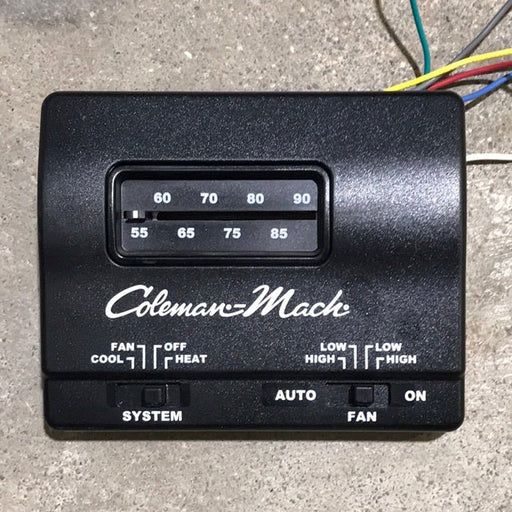 60 70 80 90
55 65 75 85
Coleman-Mach
FAN OFF LOW LOW
COOL HEAT HIGH HIGH
AUTO ON
SYSTEM FAN